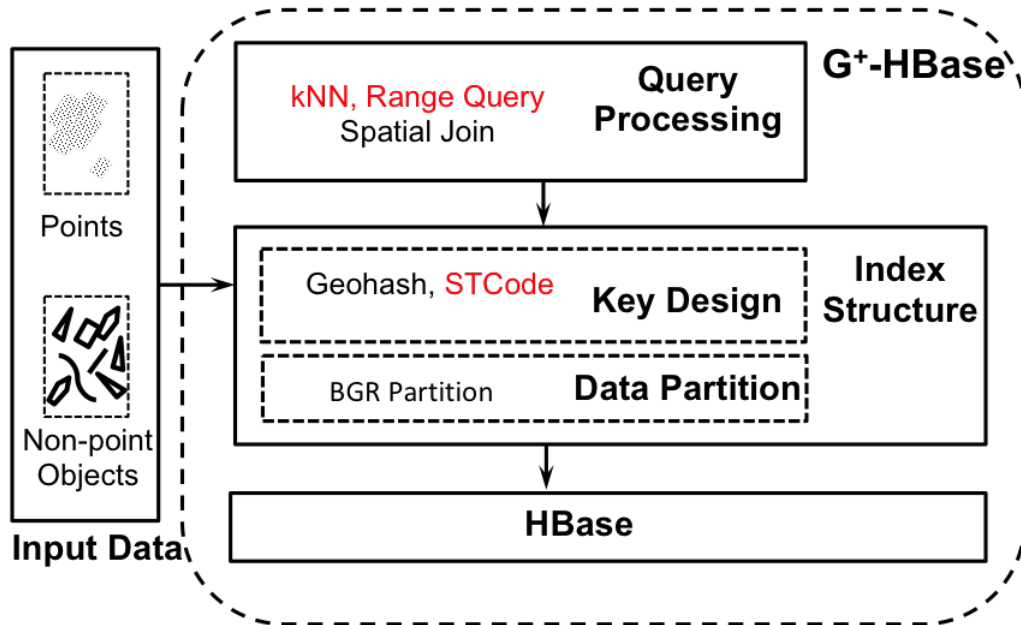 Points
Non-point
Objects
Input Data
G⁺-HBase
kNN, Range Query
Spatial Join
Query
Processing
Geohash, STCode
Key Design
Index
Structure
BGR Partition
Data Partition
HBase